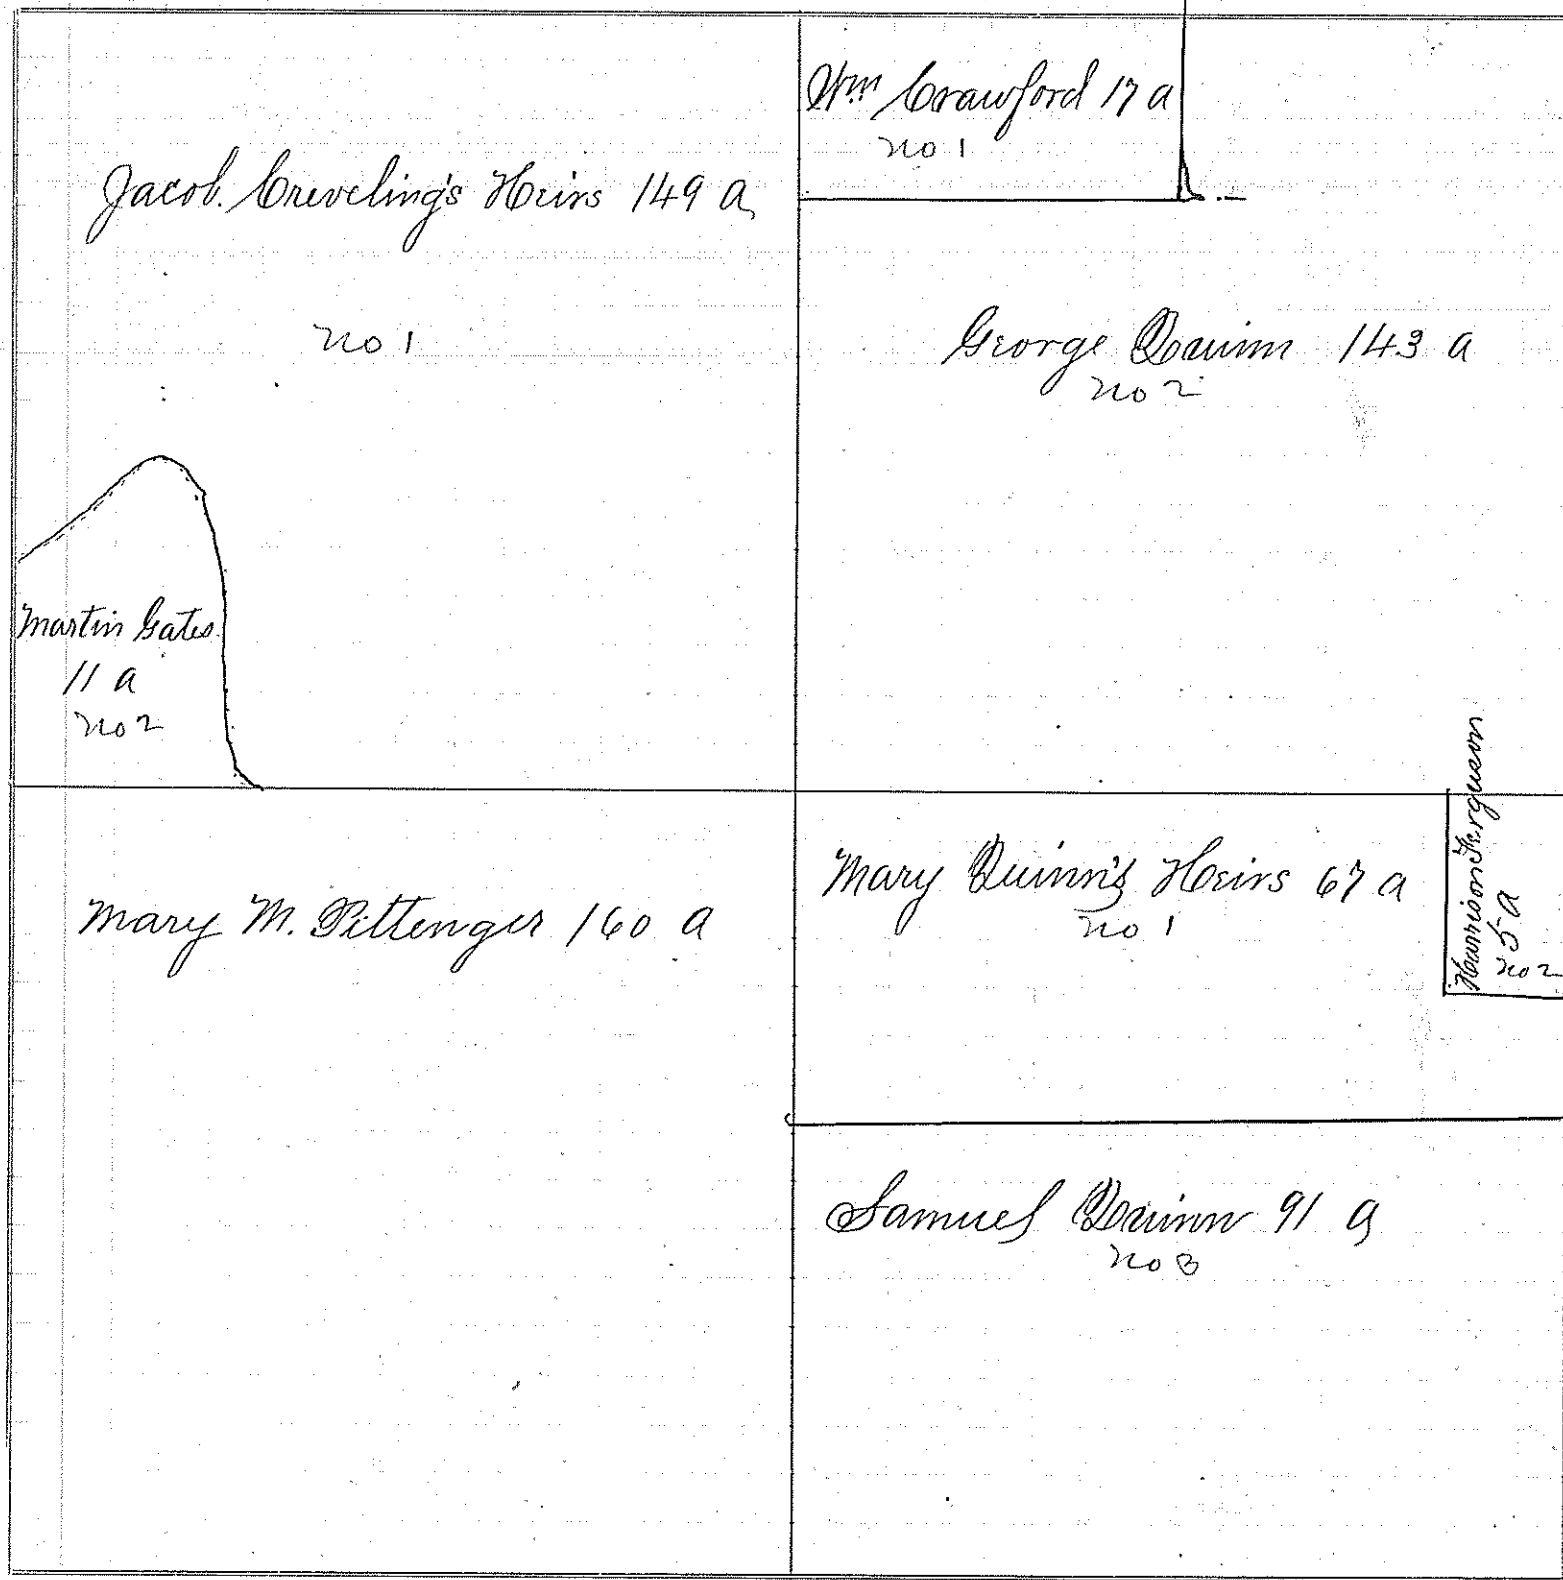 Jacob. Creveling's Heirs 149 a
no 1
Martin Gates
11 a
no 2
Wm Crawford 17 a
no 1
George Quinn 143 a
no 2
Mary M. Pittenger 160 a
Mary Quinn's Heirs 67 a
no 1
Harrison Ferguson
5 a
no 2
Samuel Quinn 91 a
no 3